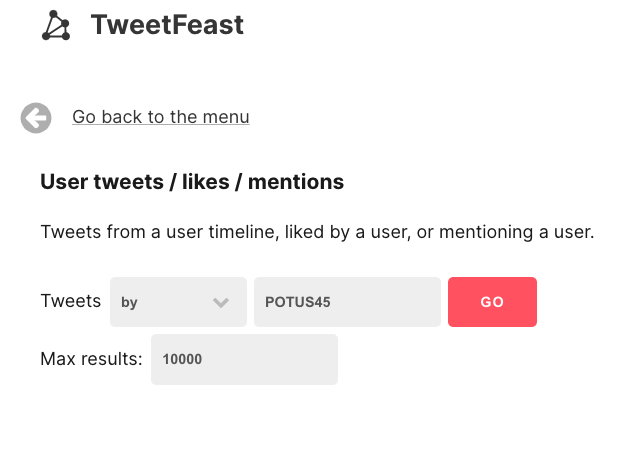 TweetFeast
Go back to the menu
User tweets / likes / mentions
Tweets from a user timeline, liked by a user, or mentioning a user.
Tweets by POTUS45 GO
Max results: 10000